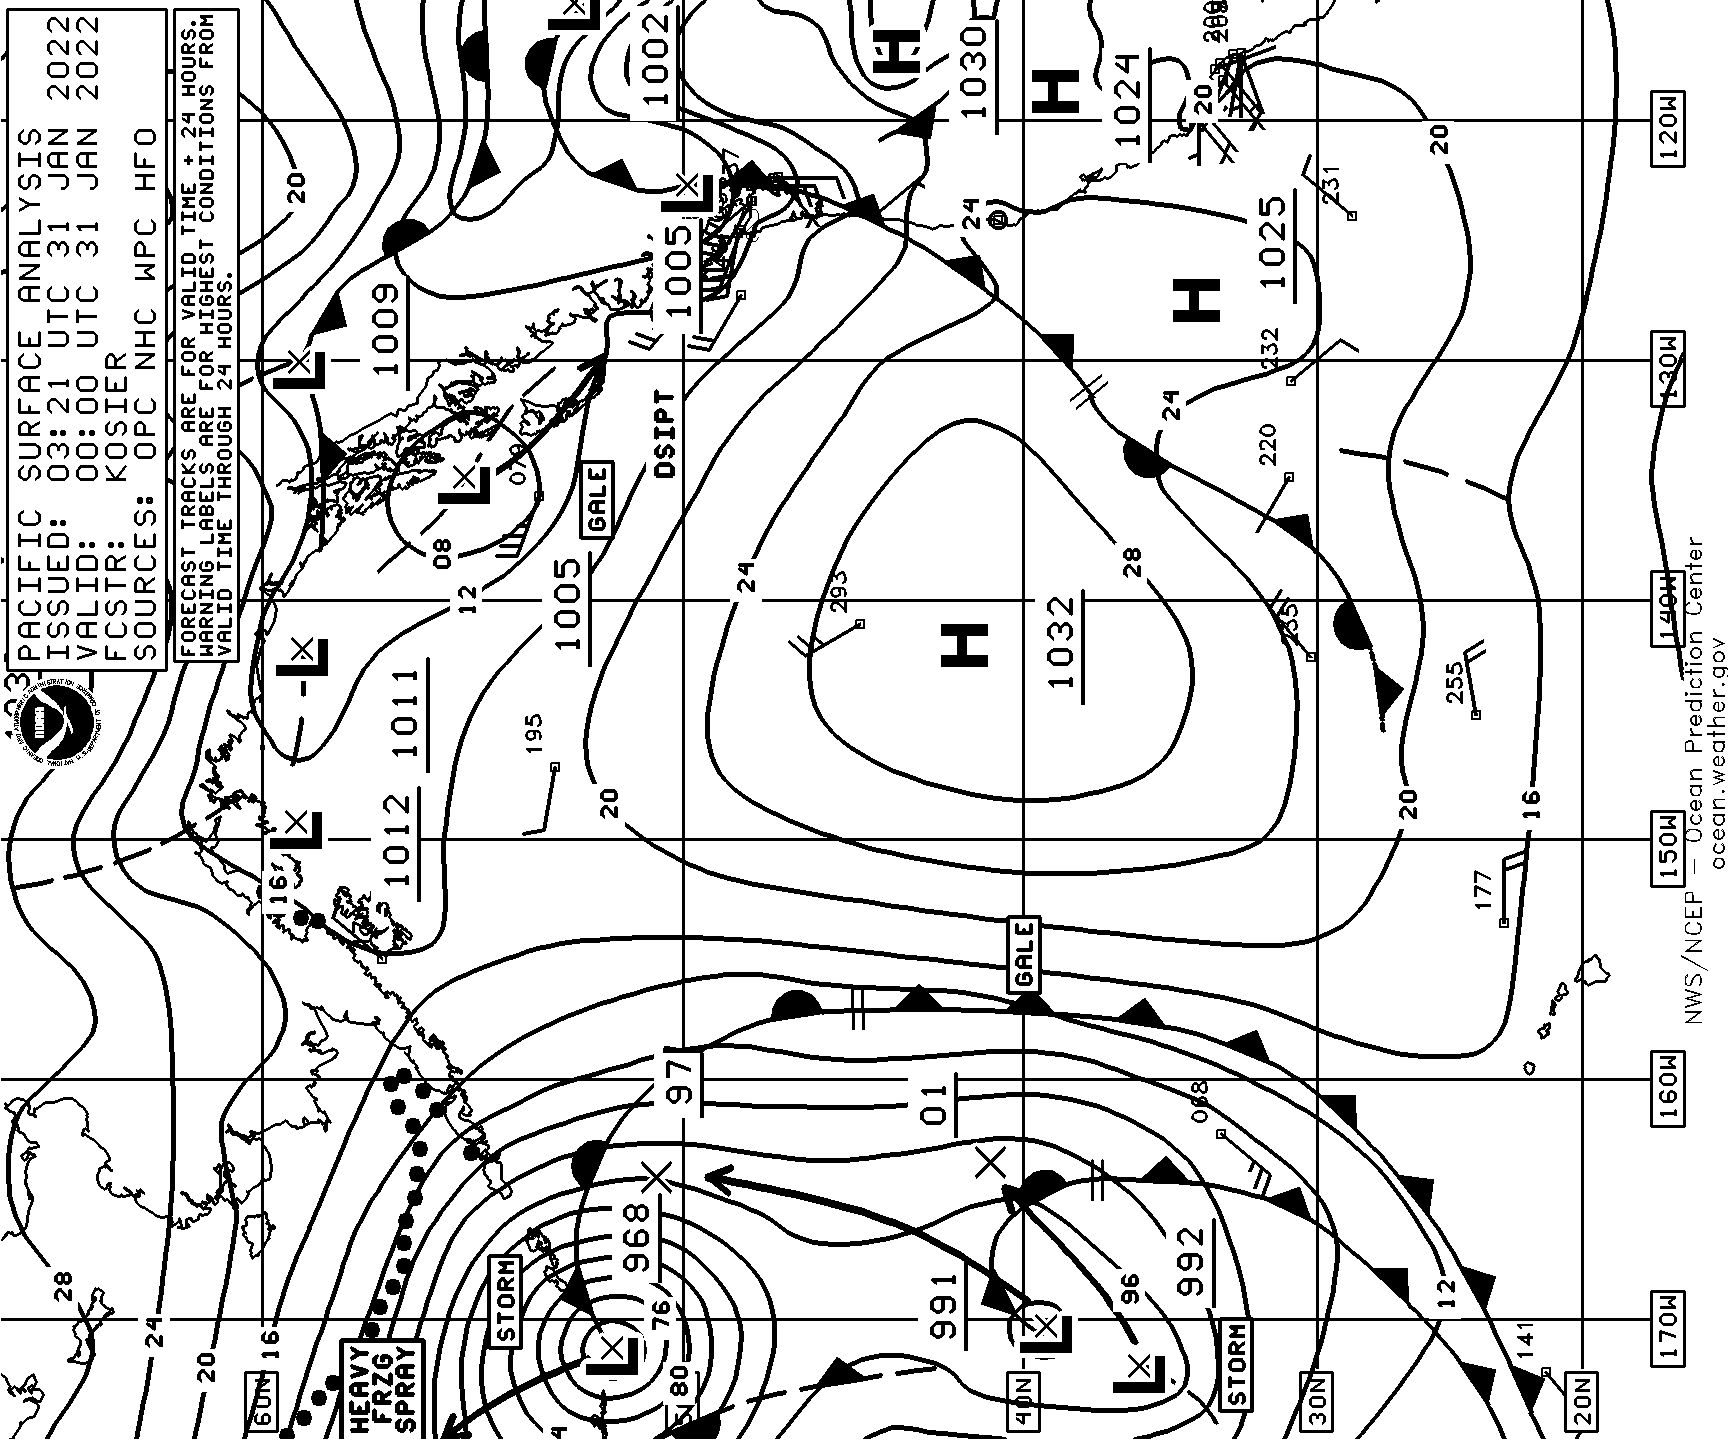 PACIFIC SURFACE ANALYSIS
ISSUED: 03:21 UTC 31 JAN 2022
VALID: 00:00 UTC 31 JAN 2022
FCSTR: KOSIER
SOURCES: OPC NHC WPC HFO
FORECAST TRACKS ARE FOR VALID TIME + 24 HOURS.
WARNING LABELS ARE FOR HIGHEST CONDITIONS FROM
VALID TIME THROUGH 24 HOURS.
NOAA
20
L
1002
H
1030
H
1024
20
20
120W
L
1005
24
231
H
1025
L
1009
232
24
130W
L
079
08
GALE
DSIPT
220
12
1005
24
293
28
235
140W
L
1011
H
1032
195
255
L
1012
20
20
16
150W
16
177
GALE
97
01
068
160W
28
24
20
16
STORM
968
76
L
80
991
L
96
992
L
STORM
12
141
170W
HEAVY
FRZG
SPRAY
60N
40N
30N
20N
NWS/NCEP – Ocean Prediction Center
ocean.weather.gov